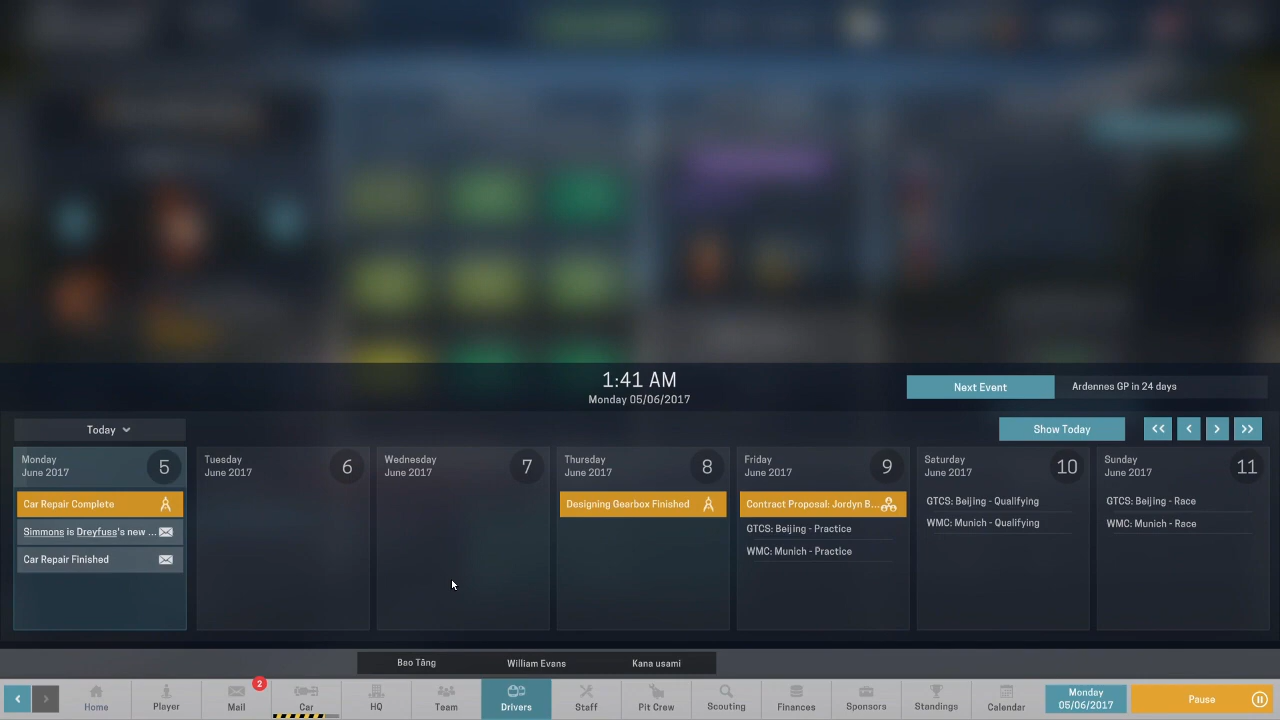 1:41 AM
Monday 05/06/2017
Next Event
Ardennes GP in 24 days
Today
Show Today
Monday
June 2017
5
Car Repair Complete
Simmons is Dreyfuss's new ...
Car Repair Finished
Tuesday
June 2017
6
Wednesday
June 2017
7
Thursday
June 2017
8
Designing Gearbox Finished
Friday
June 2017
9
Contract Proposal: Jordyn B...
GTCS: Beijing - Practice
WMC: Munich - Practice
Saturday
June 2017
10
GTCS: Beijing - Qualifying
WMC: Munich - Qualifying
Sunday
June 2017
11
GTCS: Beijing - Race
WMC: Munich - Race
Bao Tăng
William Evans
Kana usami
Home
Player
2
Mail
Car
HQ
Team
Drivers
Staff
Pit Crew
Scouting
Finances
Sponsors
Standings
Calendar
Monday
05/06/2017
Pause